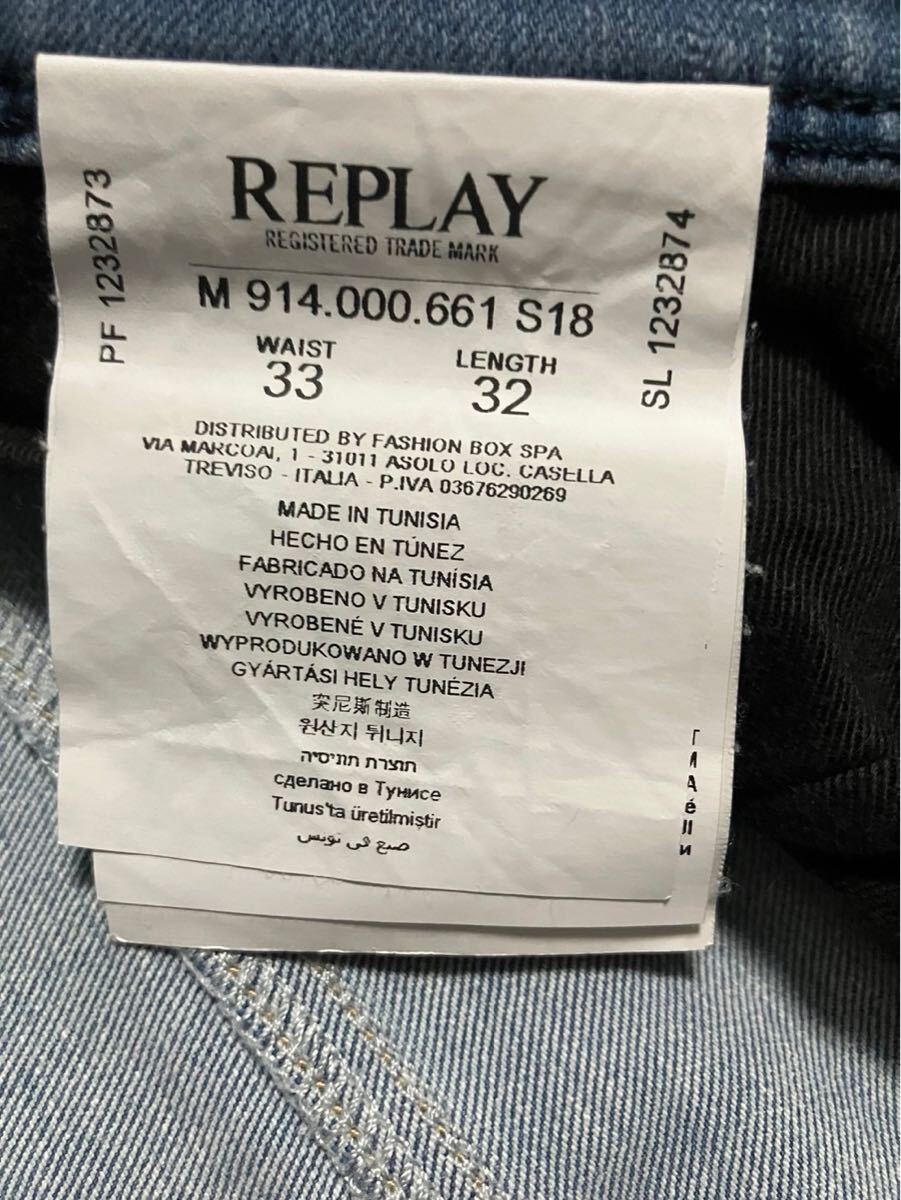 REPLAY
REGISTERED TRADE MARK
M 914.000.661 S18
WAIST
33
LENGTH
32
PF 1232873
SL 1232874
DISTRIBUTED BY FASHION BOX SPA
VIA MARCOAI, 1 - 31011 ASOLO LOC. CASELLA
TREVISO - ITALIA - P.IVA 03676290269
MADE IN TUNISIA
HECHO EN TÚNEZ
FABRICADO NA TUNÍSIA
VYROBENO V TUNISKU
VYROBENÉ V TUNISKU
WYPRODUKOWANO W TUNEZJI
GYÁRTÁSI HELY TUNÉZIA
突尼斯制造
원산지 튀니지
תוצרת תוניסיה
сделано в Тунисе
Tunus'ta üretilmiştir
صنع في تونس